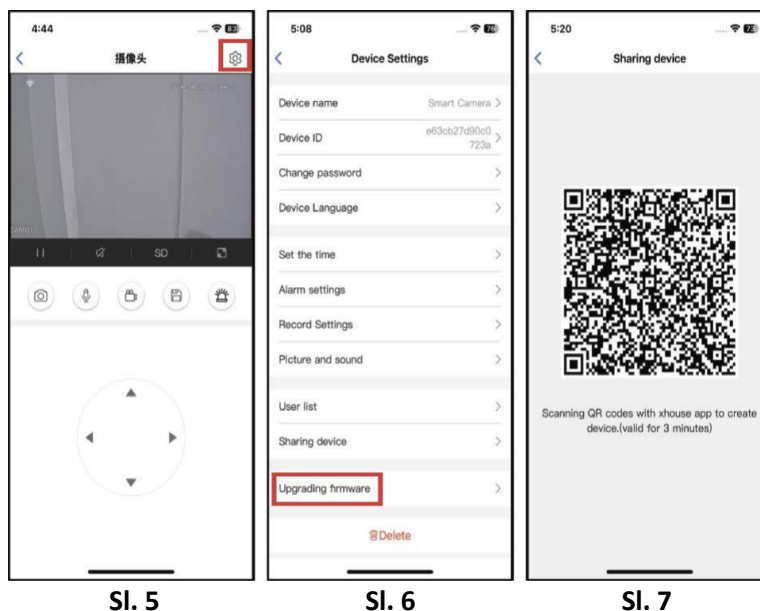 4:44
83
摄像头
SD
Sl. 5
5:08
76
Device Settings
Device name Smart Camera
Device ID e63cb27d90c0
723a
Change password
Device Language
Set the time
Alarm settings
Record Settings
Picture and sound
User list
Sharing device
Upgrading firmware
Delete
Sl. 6
5:20
Sharing device
Scanning QR codes with xhouse app to create
device.(valid for 3 minutes)
Sl. 7